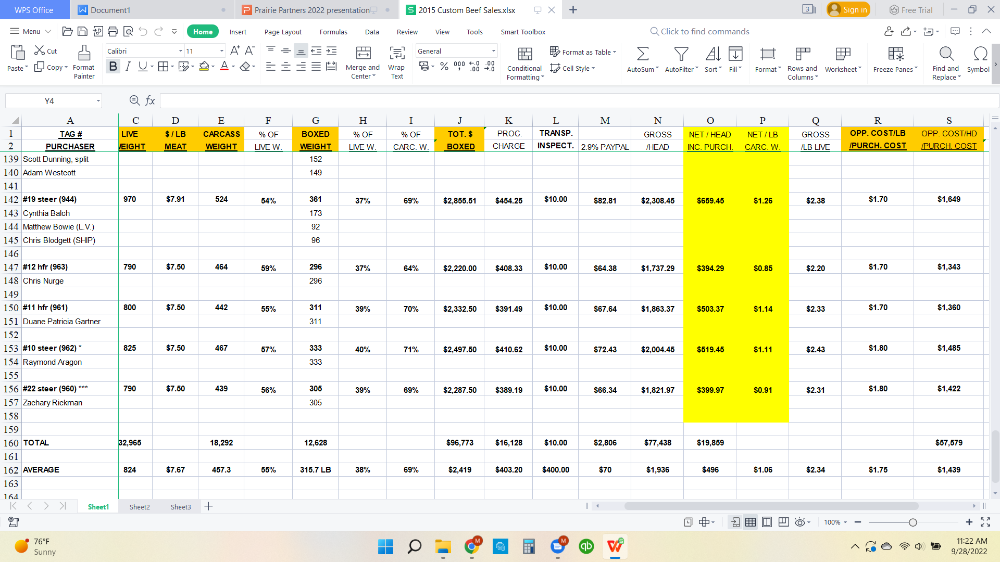 WPS Office Document1 Prairie Partners 2022 presentation 2015 Custom Beef Sales.xlsx 3 Sign in Free Trial
Menu Home Insert Page Layout Formulas Data Review View Tools Smart Toolbox Click to find commands
Paste Cut Copy Format Painter Calibri 11 B I U A Merge and Center Wrap Text General Conditional Formatting Format as Table Cell Style AutoSum AutoFilter Sort Fill Format Rows and Columns Worksheet Freeze Panes Find and Replace Symbol
Y4 fx
A C D E F G H I J K L M N O P Q R S
1 TAG # LIVE $ / LB CARCASS % OF BOXED % OF % OF TOT. $ PROC. TRANSP. GROSS NET / HEAD NET / LB GROSS OPP. COST/LB OPP. COST/HD
2 PURCHASER WEIGHT MEAT WEIGHT LIVE W. WEIGHT LIVE W. CARC. W. BOXED CHARGE INSPECT. 2.9% PAYPAL /HEAD INC. PURCH. CARC. W. /LB LIVE /PURCH. COST /PURCH. COST
139 Scott Dunning, split 152
140 Adam Westcott 149
141
142 #19 steer (944) 970 $7.91 524 54% 361 37% 69% $2,855.51 $454.25 $10.00 $82.81 $2,308.45 $659.45 $1.26 $2.38 $1.70 $1,649
143 Cynthia Balch 173
144 Matthew Bowie (L.V.) 92
145 Chris Blodgett (SHIP) 96
146
147 #12 hfr (963) 790 $7.50 464 59% 296 37% 64% $2,220.00 $408.33 $10.00 $64.38 $1,737.29 $394.29 $0.85 $2.20 $1.70 $1,343
148 Chris Nurge 296
149
150 #11 hfr (961) 800 $7.50 442 55% 311 39% 70% $2,332.50 $391.49 $10.00 $67.64 $1,863.37 $503.37 $1.14 $2.33 $1.70 $1,360
151 Duane Patricia Gartner 311
152
153 #10 steer (962) * 825 $7.50 467 57% 333 40% 71% $2,497.50 $410.62 $10.00 $72.43 $2,004.45 $519.45 $1.11 $2.43 $1.80 $1,485
154 Raymond Aragon 333
155
156 #22 steer (960) *** 790 $7.50 439 56% 305 39% 69% $2,287.50 $389.19 $10.00 $66.34 $1,821.97 $399.97 $0.91 $2.31 $1.80 $1,422
157 Zachary Rickman 305
158
159
160 TOTAL 32,965 18,292 12,628 $96,773 $16,128 $10.00 $2,806 $77,438 $19,859 $57,579
161
162 AVERAGE 824 $7.67 457.3 55% 315.7 LB 38% 69% $2,419 $403.20 $400.00 $70 $1,936 $496 $1.06 $2.34 $1.75 $1,439
163
164
Sheet1 Sheet2 Sheet3
100%
76°F
Sunny
11:22 AM
9/28/2022